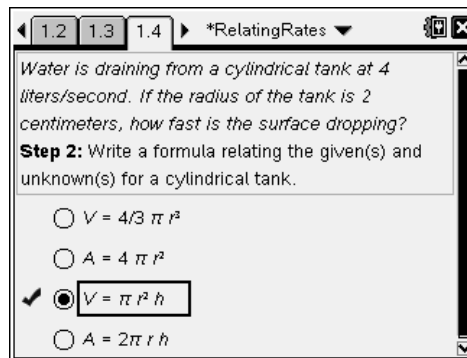 1.2 1.3 1.4 *RelatingRates
Water is draining from a cylindrical tank at 4
liters/second. If the radius of the tank is 2
centimeters, how fast is the surface dropping?
Step 2: Write a formula relating the given(s) and
unknown(s) for a cylindrical tank.
V = 4/3 π r³
A = 4 π r²
V = π r² h
A = 2π r h